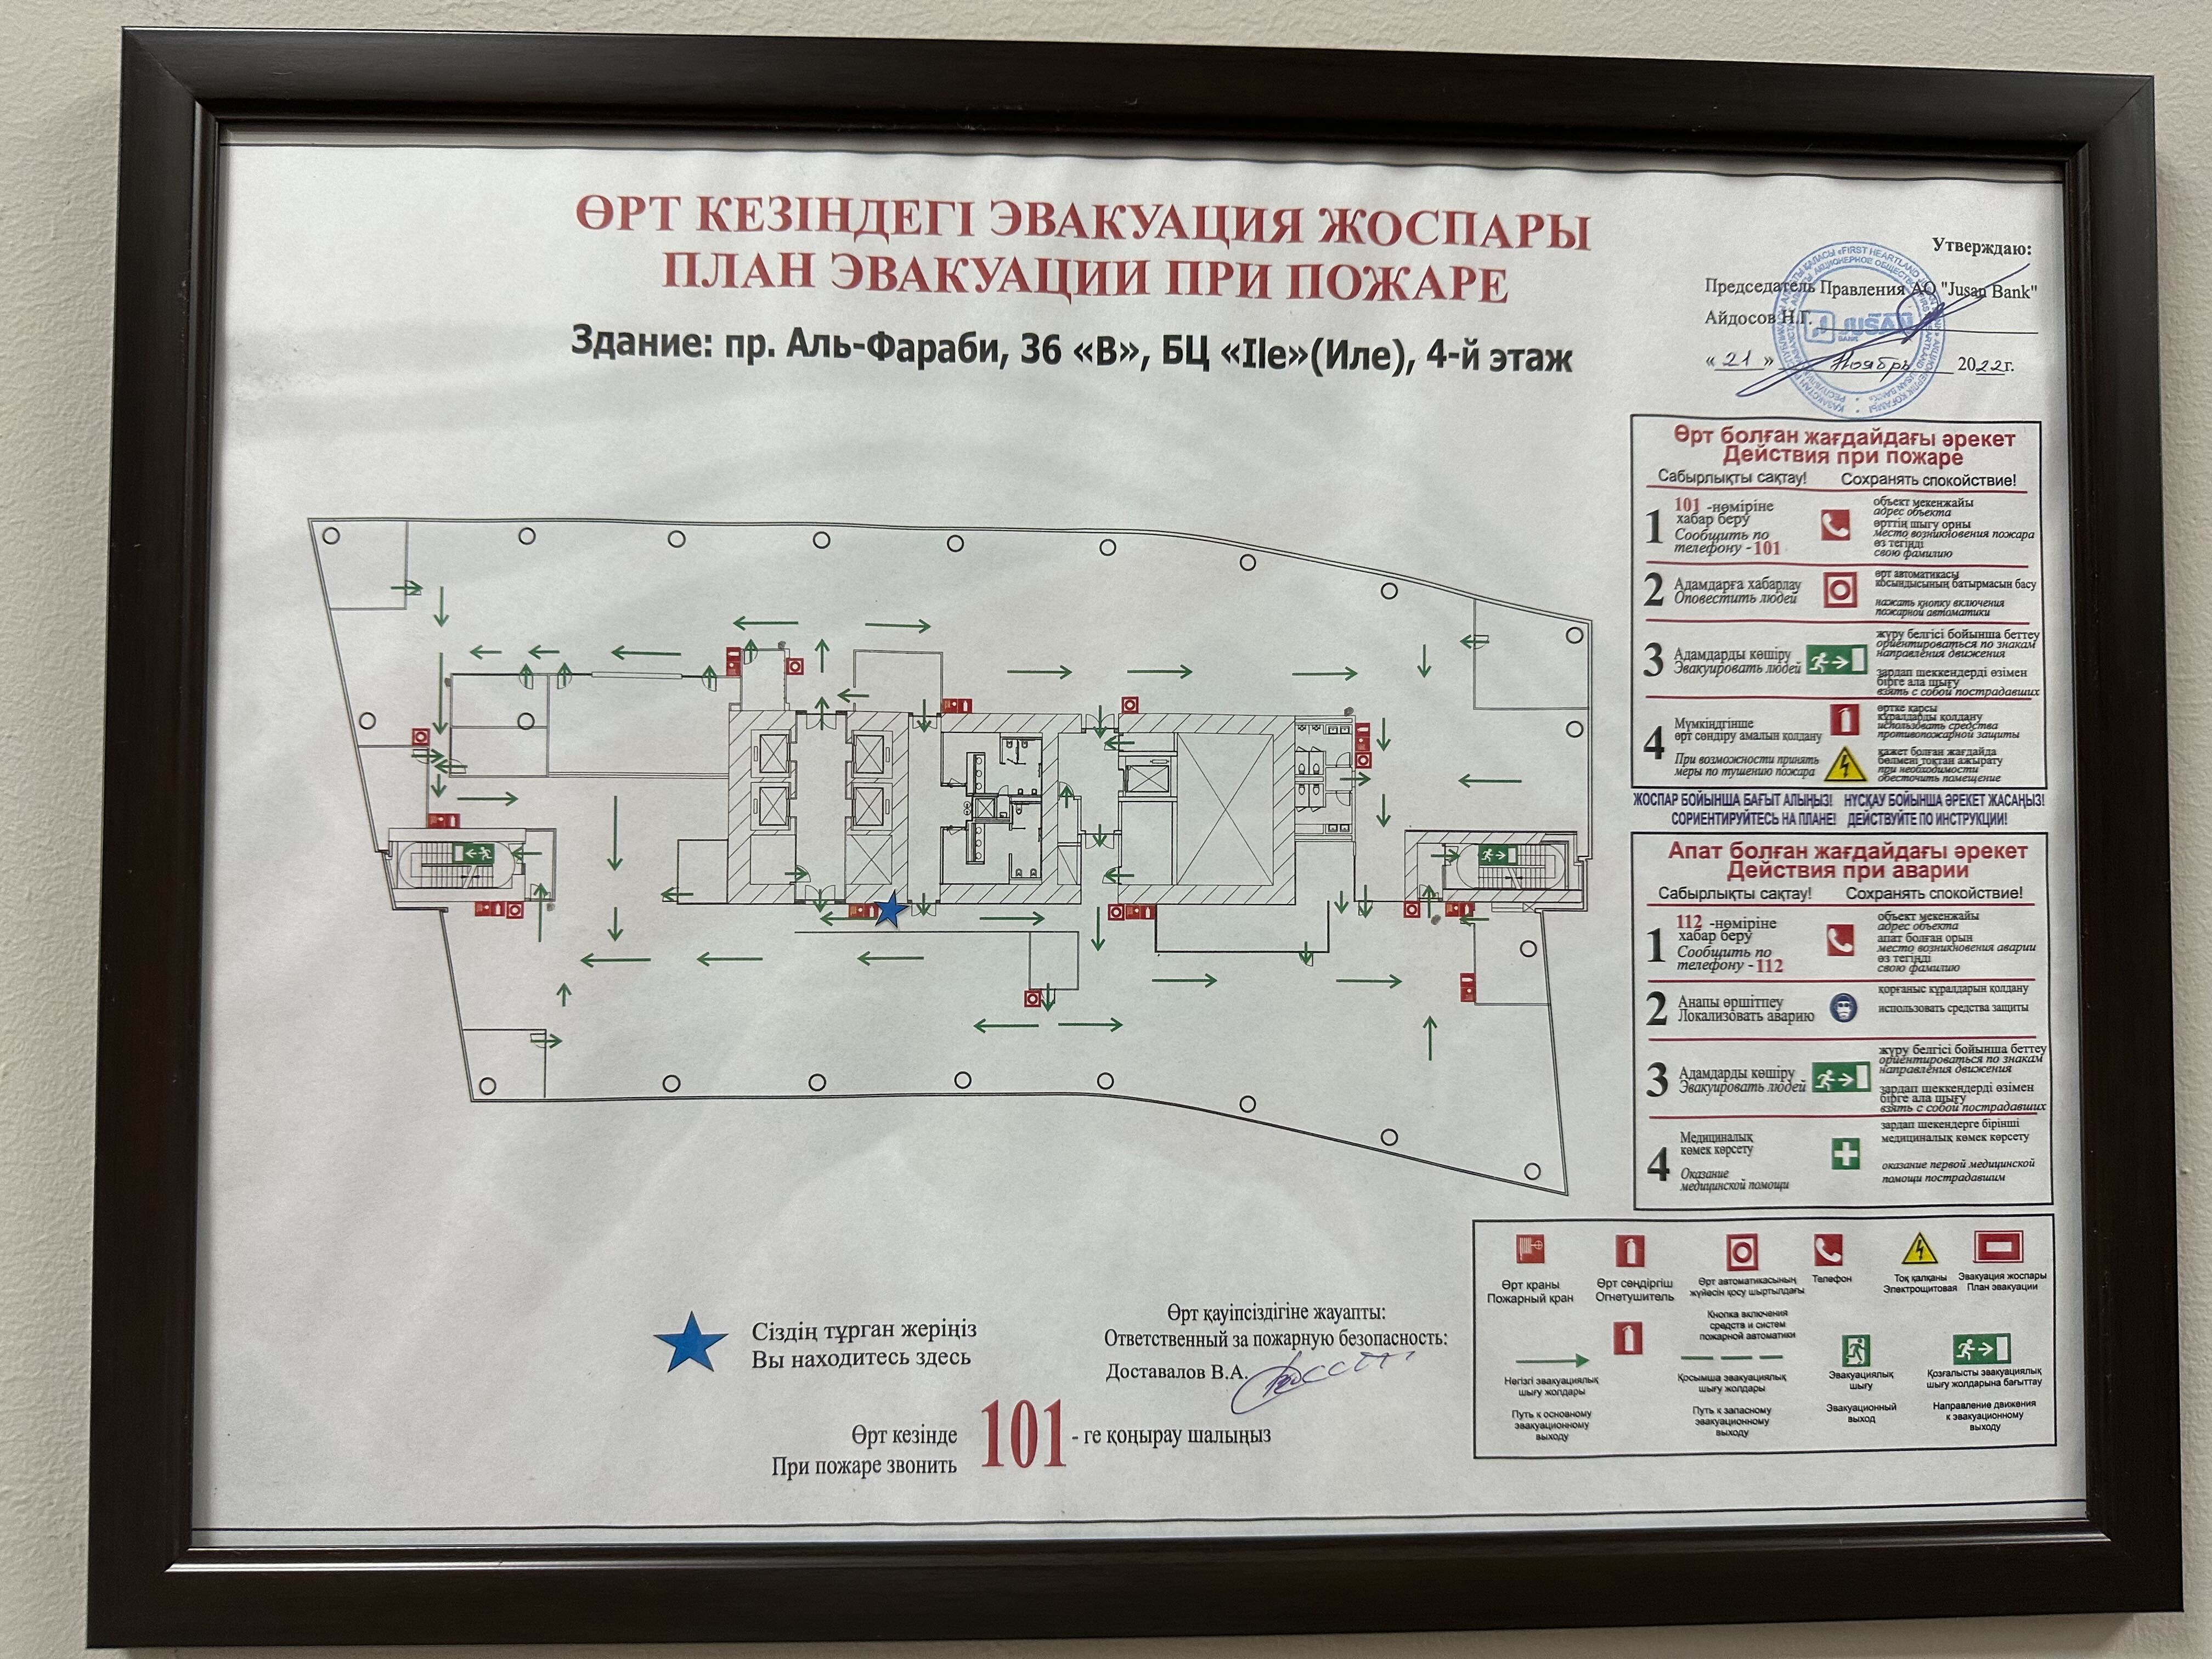 ӨРТ КЕЗІНДЕГІ ЭВАКУАЦИЯ ЖОСПАРЫ
ПЛАН ЭВАКУАЦИИ ПРИ ПОЖАРЕ
Здание: пр. Аль-Фараби, 36 «В», БЦ «Ile»(Иле), 4-й этаж
Утверждаю:
Председатель Правления АО "Jusan Bank"
Айдосов Н.Г.
« 21 » ноябрь 2022г.
JUSAN
BANK
Өрт болған жағдайдағы әрекет
Действия при пожаре
Сабырлықты сақтау! Сохранять спокойствие!
1
101 -нөміріне
хабар беру
Сообщить по
телефону -101
объект мекенжайы
адрес объекта
өрттің шығу орны
место возникновения пожара
өз тегіңді
свою фамилию
2
Адамдарға хабарлау
Оповестить людей
өрт автоматикасы
қосындысының батырмасын басу
нажать кнопку включения
пожарной автоматики
3
Адамдарды көшіру
Эвакуировать людей
жүру белгісі бойынша беттеу
ориентироваться по знакам
направления движения
зардап шеккендерді өзімен
бірге ала шығу
взять с собой пострадавших
4
Мүмкіндігінше
өрт сөндіру амалын қолдану
При возможности принять
меры по тушению пожара
өртке қарсы
құралдарды қолдану
использовать средства
противопожарной защиты
қажет болған жағдайда
бөлмені тоқтан ажырату
при необходимости
обесточить помещение
ЖОСПАР БОЙЫНША БАҒЫТ АЛЫҢЫЗ! НҰСҚАУ БОЙЫНША ӘРЕКЕТ ЖАСАҢЫЗ!
СОРИЕНТИРУЙТЕСЬ НА ПЛАНЕ! ДЕЙСТВУЙТЕ ПО ИНСТРУКЦИИ!
Апат болған жағдайдағы әрекет
Действия при аварии
Сабырлықты сақтау! Сохранять спокойствие!
1
112 -нөміріне
хабар беру
Сообщить по
телефону -112
объект мекенжайы
адрес объекта
апат болған орын
место возникновения аварии
өз тегіңді
свою фамилию
2
Апапы өршітпеу
Локализовать аварию
қорғаныс құралдарын қолдану
использовать средства защиты
3
Адамдарды көшіру
Эвакуировать людей
жүру белгісі бойынша беттеу
ориентироваться по знакам
направления движения
зардап шеккендерді өзімен
бірге ала шығу
взять с собой пострадавших
4
Медициналық
көмек көрсету
Оказание
медицинской помощи
зардап шекендерге бірінші
медициналық көмек көрсету
оказание первой медицинской
помощи пострадавшим
Өрт краны
Пожарный кран
Өрт сөндіргіш
Огнетушитель
Өрт автоматикасының
жүйесін қосу шыртылдағы
Кнопка включения
средств и систем
пожарной автоматики
Телефон
Ток қалқаны
Электрощитовая
Эвакуация жоспары
План эвакуации
Негізгі эвакуациялық
шығу жолдары
Путь к основному
эвакуационному
выходу
Қосымша эвакуациялық
шығу жолдары
Путь к запасному
эвакуационному
выходу
Эвакуациялық
шығу
Эвакуационный
выход
Қозғалысты эвакуациялық
шығу жолдарына бағыттау
Направление движения
к эвакуационному
выходу
Сіздің тұрған жеріңіз
Вы находитесь здесь
Өрт қауіпсіздігіне жауапты:
Ответственный за пожарную безопасность:
Доставалов В.А.
Өрт кезінде
При пожаре звонить
101 - ге қоңырау шалыңыз